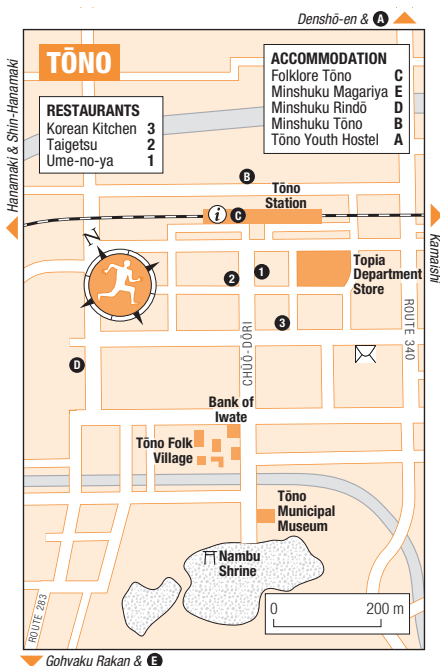 Denshō-en & A
TŌNO
ACCOMMODATION
Folklore Tōno C
Minshuku Magariya E
Minshuku Rindō D
Minshuku Tōno B
Tōno Youth Hostel A
RESTAURANTS
Korean Kitchen 3
Taigetsu 2
Ume-no-ya 1
Hanamaki & Shin-Hanamaki
B
Tōno
Station
i
C
Kamaishi
N
1
2
Topia
Department
Store
3
ROUTE 340
CHŪŌ-DŌRI
D
Bank of
Iwate
Tōno Folk
Village
Tōno
Municipal
Museum
Nambu
Shrine
0 200 m
ROUTE 283
Gohyaku Rakan & E